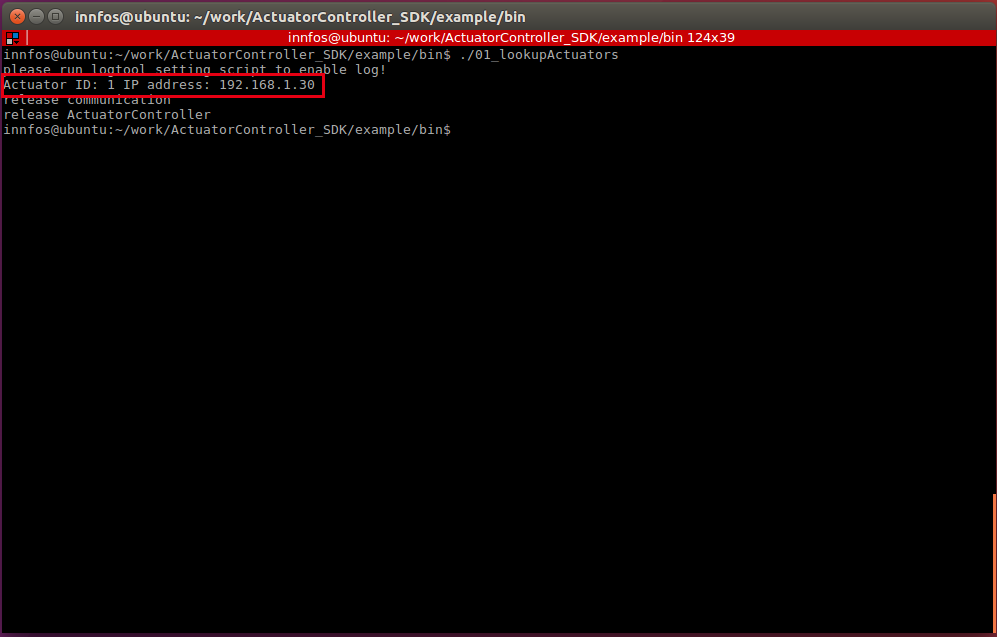 innfos@ubuntu: ~/work/ActuatorController_SDK/example/bin
innfos@ubuntu: ~/work/ActuatorController_SDK/example/bin 124x39
innfos@ubuntu:~/work/ActuatorController_SDK/example/bin$ ./01_lookupActuators
please run logtool setting script to enable log!
Actuator ID: 1 IP address: 192.168.1.30
release communication
release ActuatorController
innfos@ubuntu:~/work/ActuatorController_SDK/example/bin$